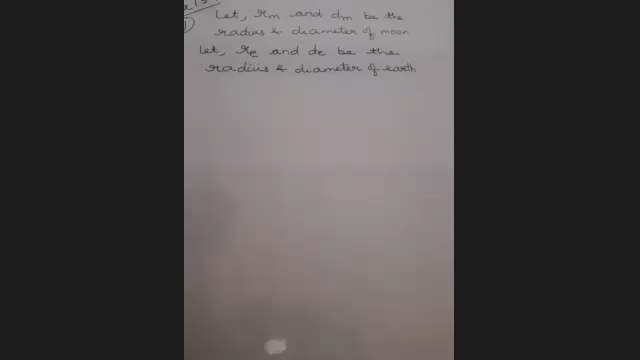 Let, rm and dm be the
radius & diameter of moon
Let, re and de be the
radius & diameter of earth